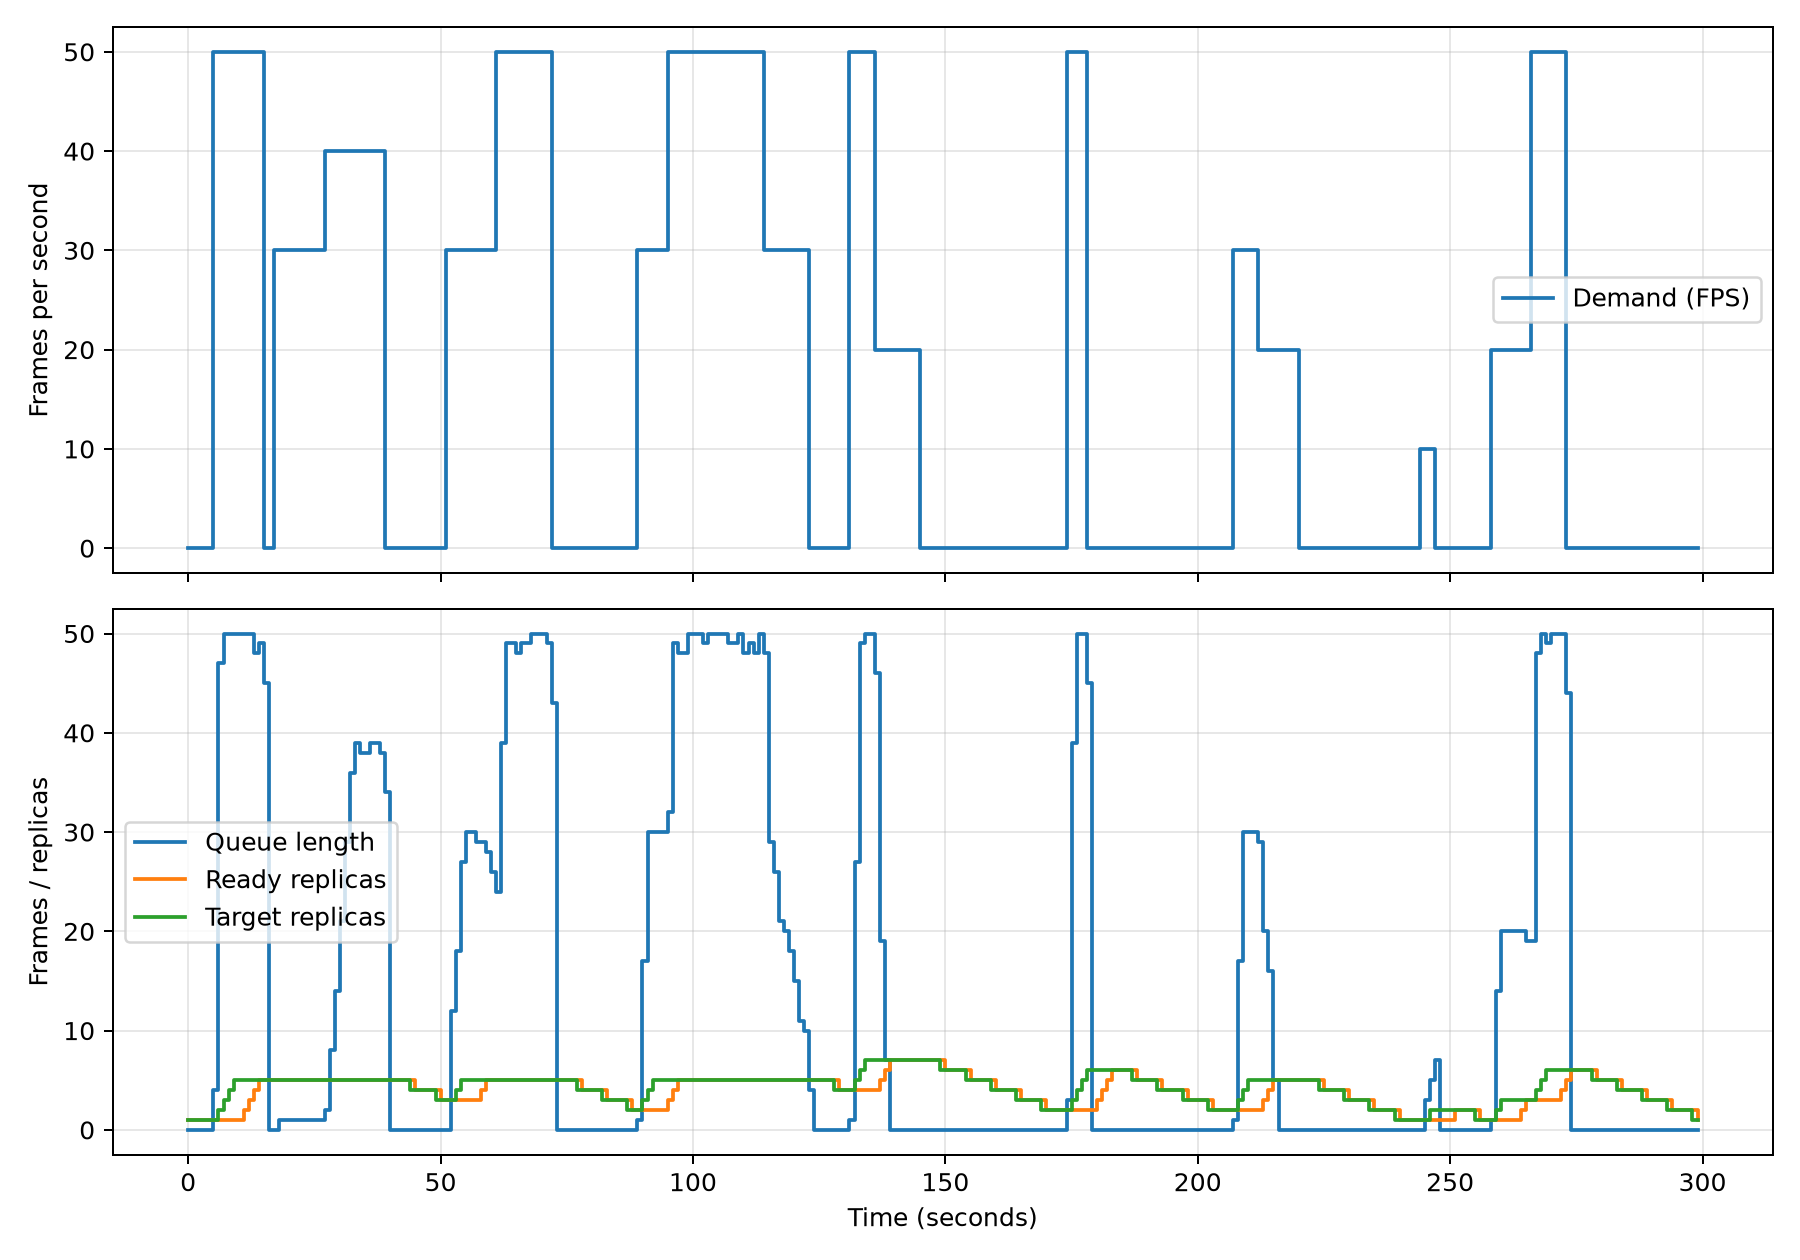 50
40
30
20
10
0
Frames per second
Demand (FPS)
50
40
30
20
10
0
Frames / replicas
Queue length
Ready replicas
Target replicas
0 50 100 150 200 250 300
Time (seconds)